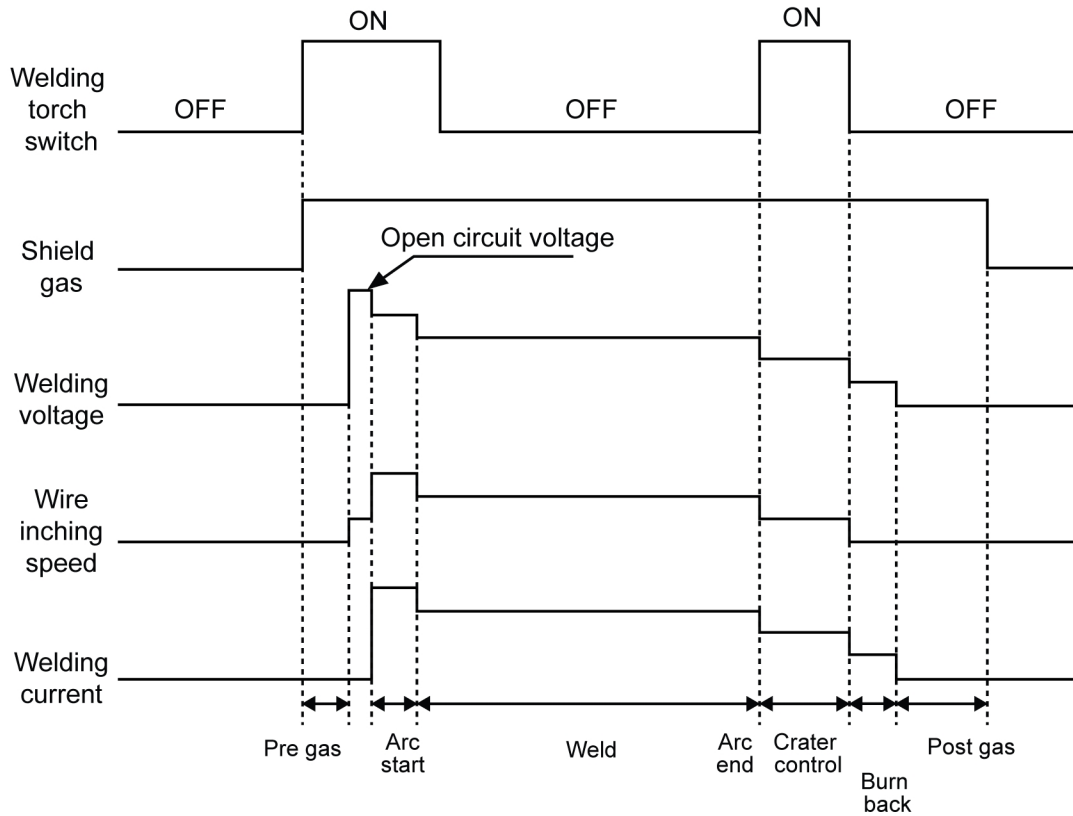 ON
ON
Welding
torch
switch
OFF
OFF
OFF
Shield
gas
Open circuit voltage
Welding
voltage
Wire
inching
speed
Welding
current
Pre gas
Arc
start
Weld
Arc
end
Crater
control
Burn
back
Post gas